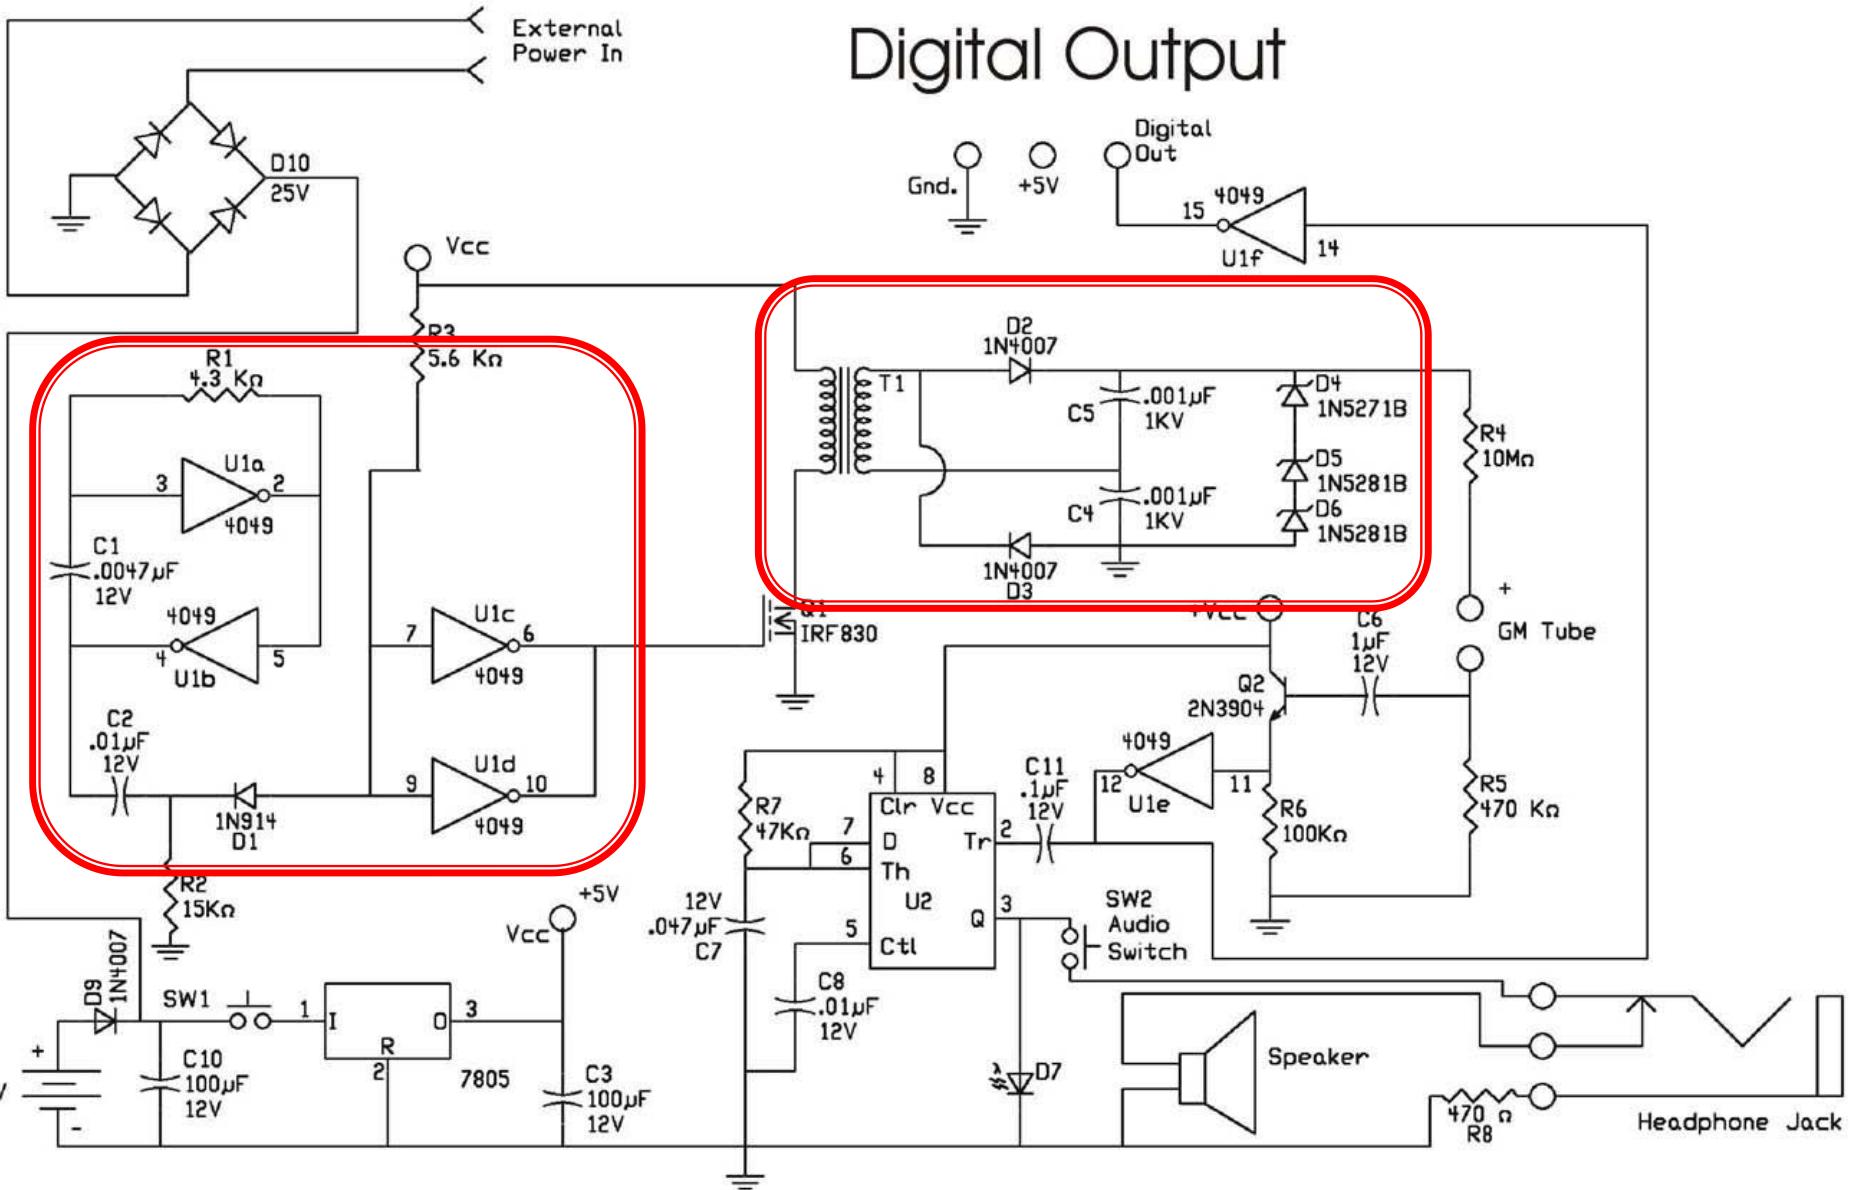 External
Power In
Digital Output
Digital
Out
Gnd.
+5V
4049
15
14
U1f
D10
25V
Vcc
R3
5.6 KΩ
R1
4.3 KΩ
U1a
3
2
4049
C1
.0047µF
12V
4049
4
5
U1b
U1c
7
6
4049
C2
.01µF
12V
1N914
D1
U1d
9
10
4049
R2
15KΩ
D2
1N4007
T1
C5
.001µF
1KV
D4
1N5271B
D5
1N5281B
C4
.001µF
1KV
D6
1N5281B
1N4007
D3
R4
10MΩ
Q1
IRF830
+Vcc
C6
1µF
12V
+
GM Tube
Q2
2N3904
4049
12
11
U1e
C11
.1µF
12V
R6
100KΩ
R5
470 KΩ
R7
47KΩ
4
8
Clr Vcc
7
D
Tr
2
6
Th
U2
Q
3
5
Ctl
12V
.047µF
C7
C8
.01µF
12V
SW2
Audio
Switch
D7
Speaker
470 Ω
R8
Headphone Jack
D9
1N4007
SW1
1
I
O
3
R
2
7805
+5V
Vcc
C3
100µF
12V
C10
100µF
12V
+
-